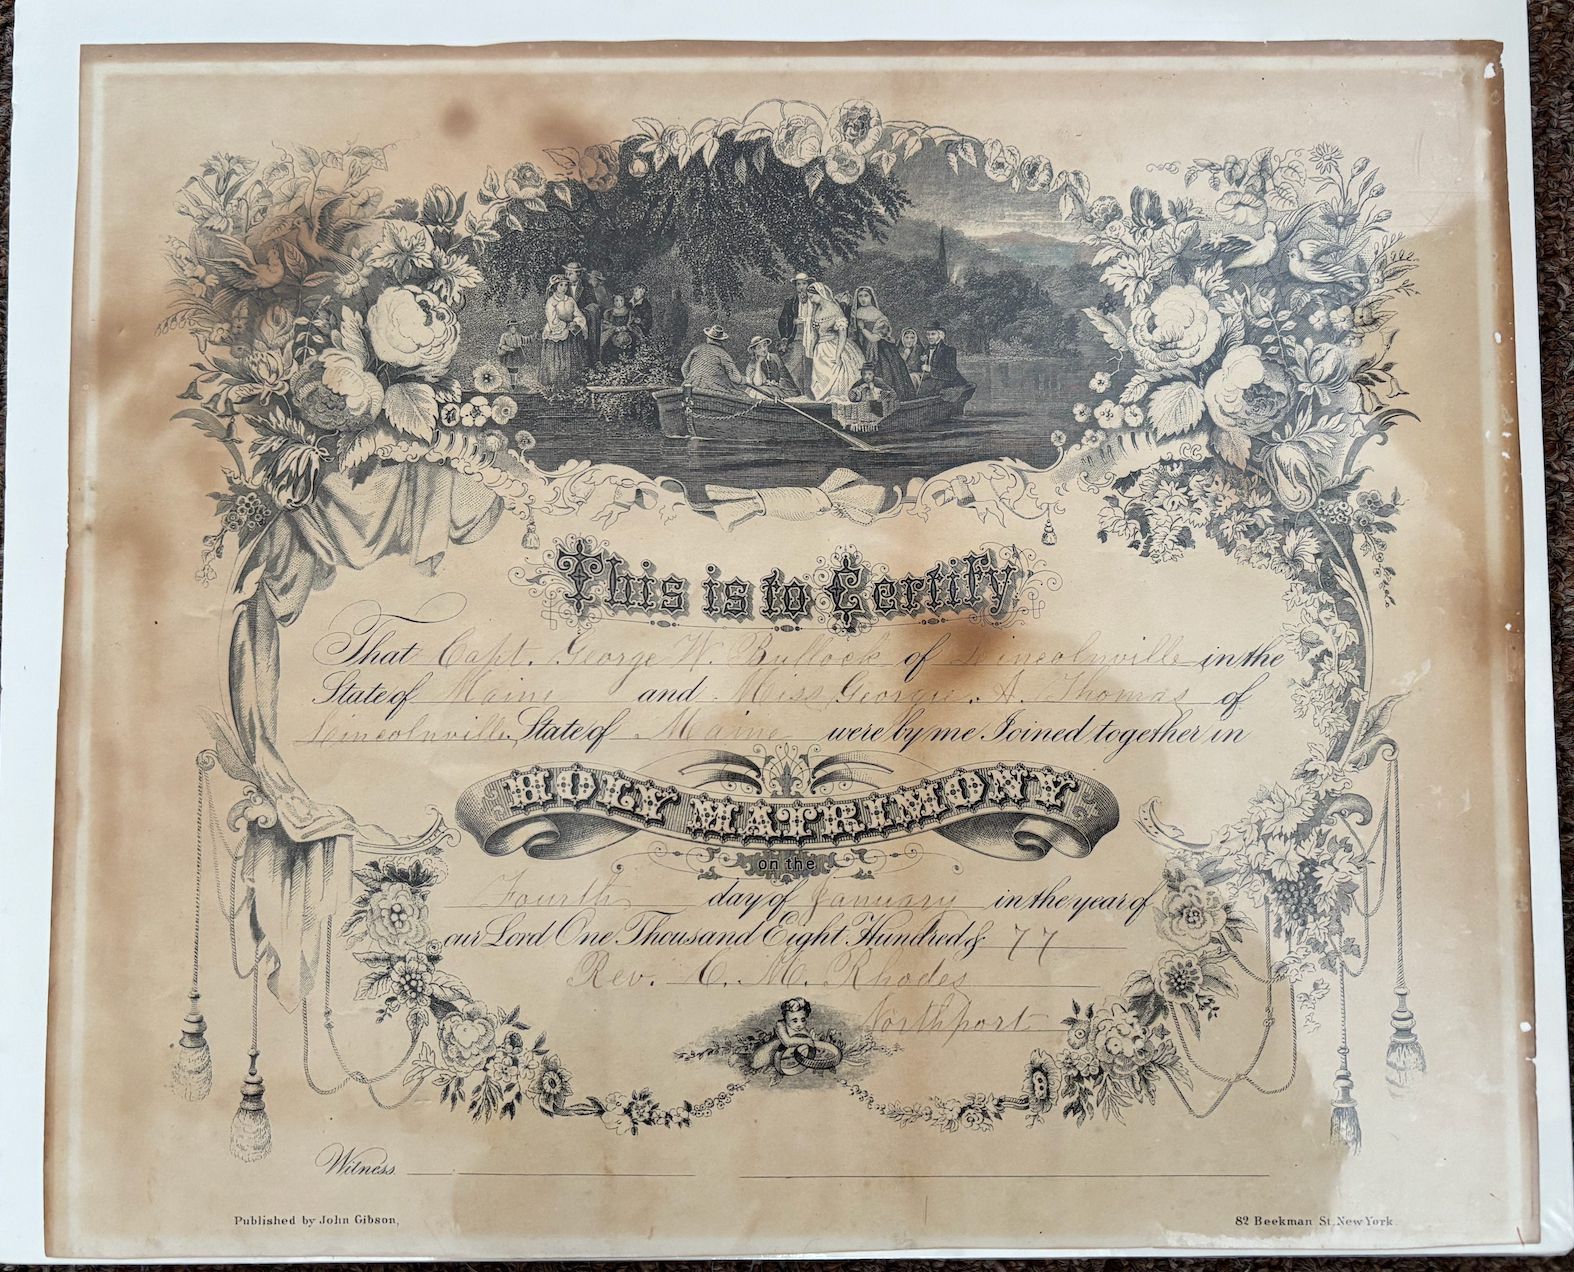 This is to Certify
That Capt. George W. Bullock of Lincolnville in the
State of Maine and Miss Georgie A. Thomas of
Lincolnville State of Maine were by me Joined together in
HOLY MATRIMONY
on the
Fourth day of January in the year of
our Lord One Thousand Eight Hundred & 77
Rev. C. M. Rhodes
Northport
Witness
Published by John Gibson,
82 Beekman St. New York.